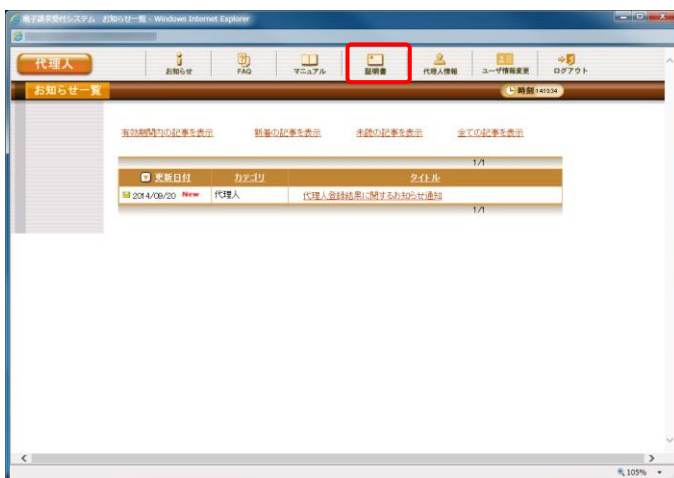 電子請求受付システム お知らせ一覧 - Windows Internet Explorer
代理人
お知らせ FAQ マニュアル 証明書 代理人情報 ユーザ情報変更 ログアウト
お知らせ一覧
時刻 14:12:34
有効期間内の記事を表示 新着の記事を表示 未読の記事を表示 全ての記事を表示
1/1
更新日付 カテゴリ タイトル
2014/09/20 New 代理人 代理人登録結果に関するお知らせ通知
1/1
105%